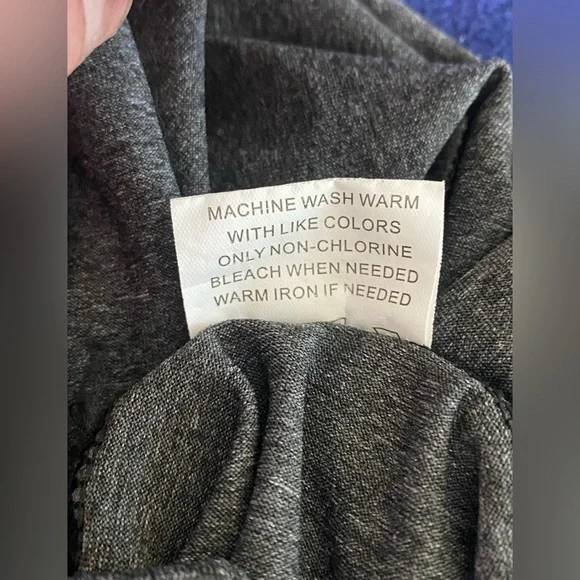 MACHINE WASH WARM
WITH LIKE COLORS
ONLY NON-CHLORINE
BLEACH WHEN NEEDED
WARM IRON IF NEEDED